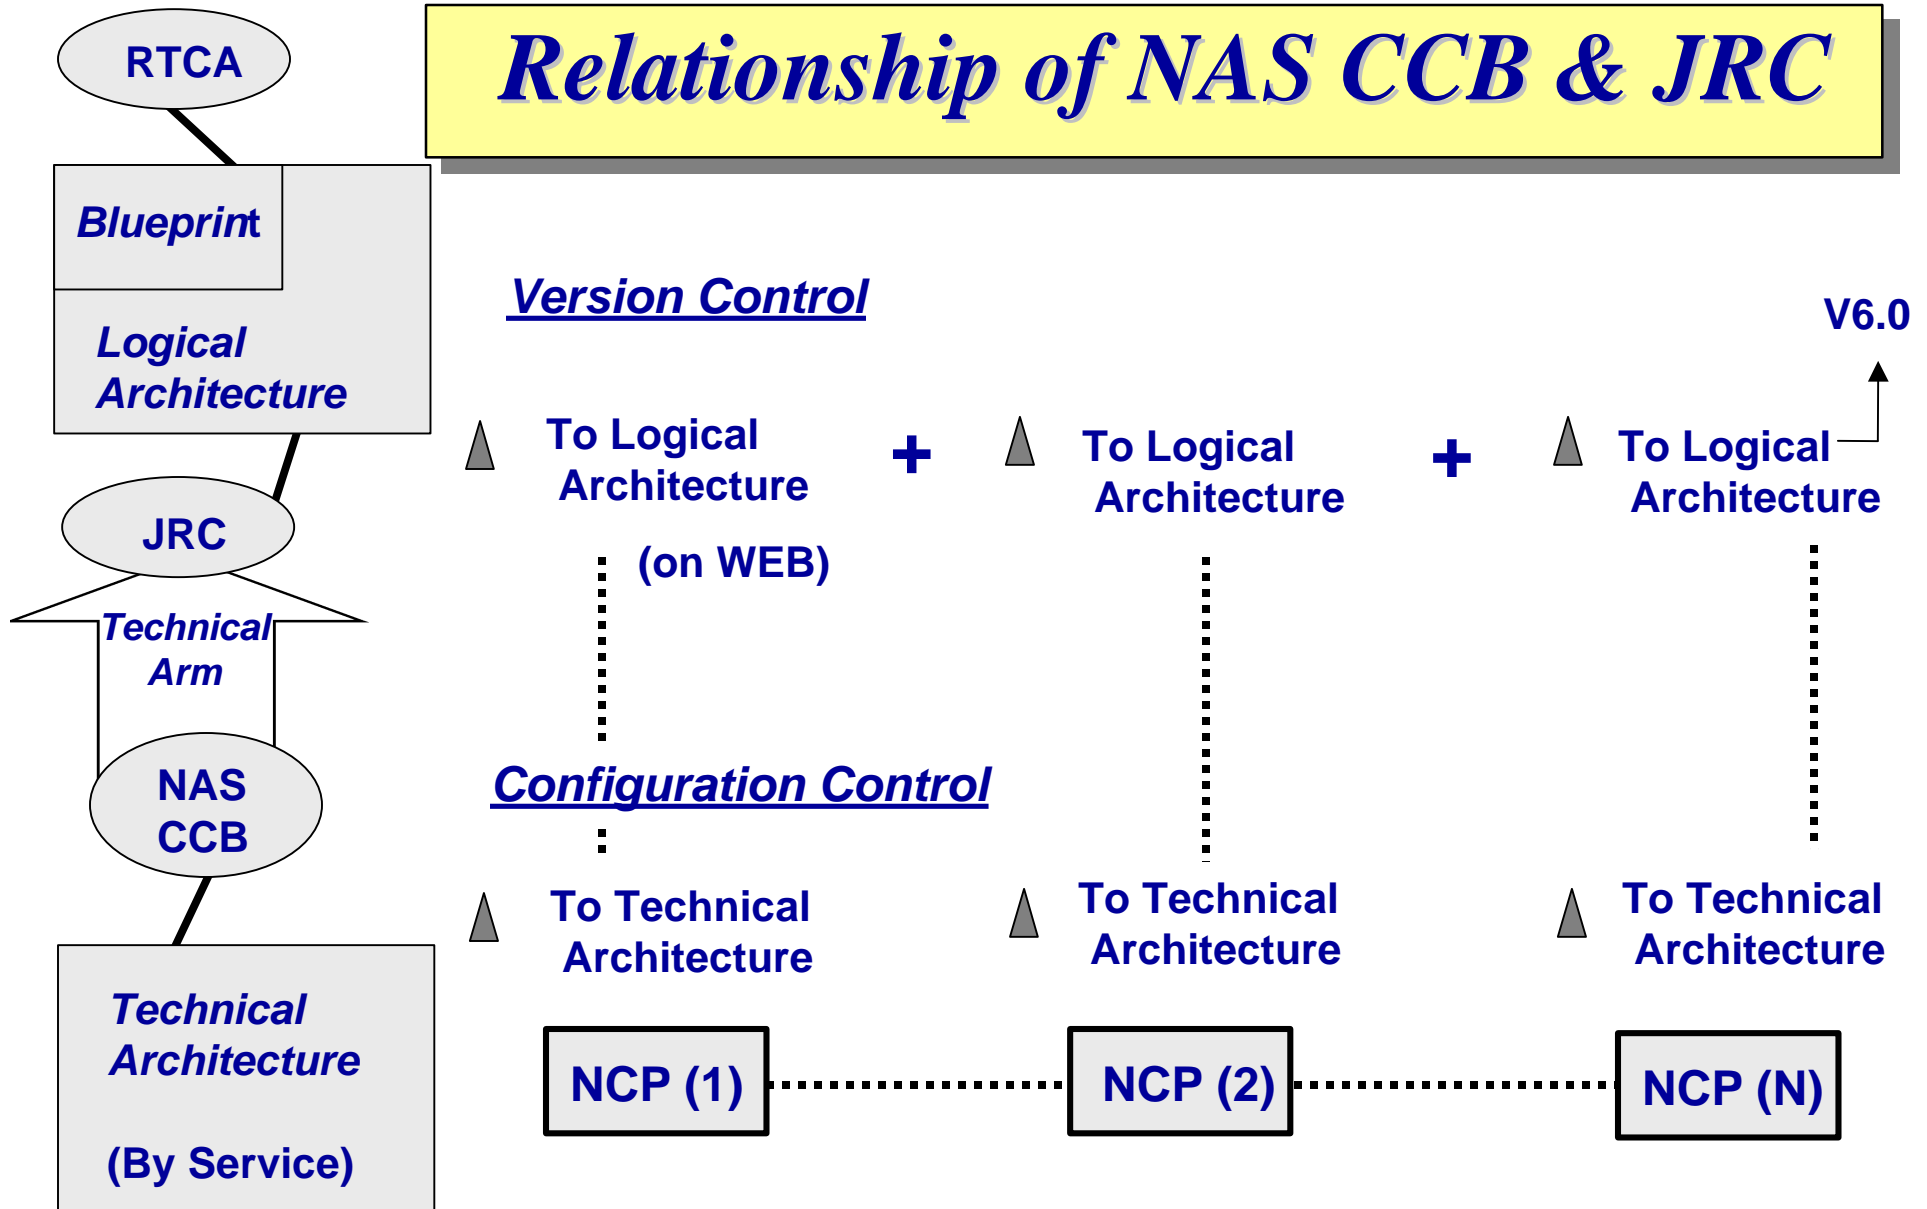 RTCA
Relationship of NAS CCB & JRC
Blueprint
Logical
Architecture
JRC
Technical
Arm
NAS
CCB
Technical
Architecture
(By Service)
Version Control
V6.0
To Logical
Architecture
(on WEB)
+
To Logical
Architecture
+
To Logical
Architecture
Configuration Control
To Technical
Architecture
To Technical
Architecture
To Technical
Architecture
NCP (1)
NCP (2)
NCP (N)